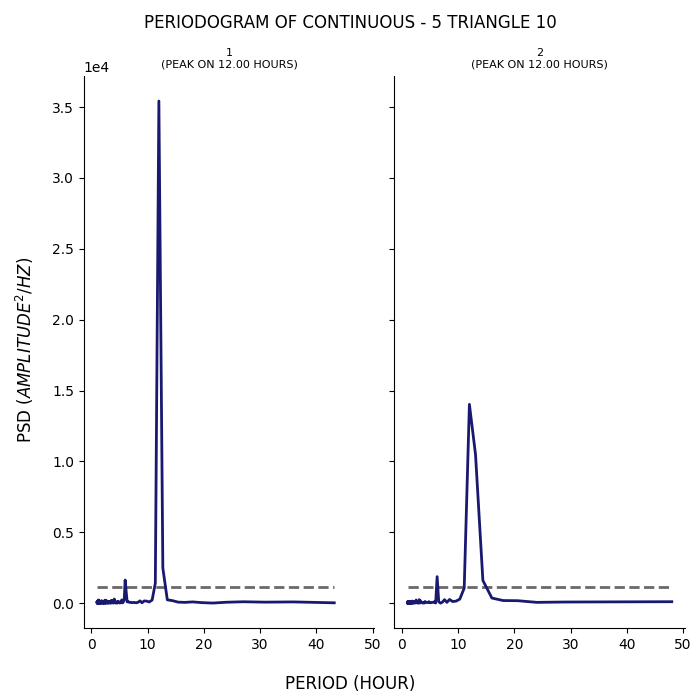 PERIODOGRAM OF CONTINUOUS - 5 TRIANGLE 10
1
(PEAK ON 12.00 HOURS)
2
(PEAK ON 12.00 HOURS)
1e4
3.5
3.0
2.5
2.0
1.5
1.0
0.5
0.0
PSD (AMPLITUDE²/HZ)
0 10 20 30 40 50
0 10 20 30 40 50
PERIOD (HOUR)